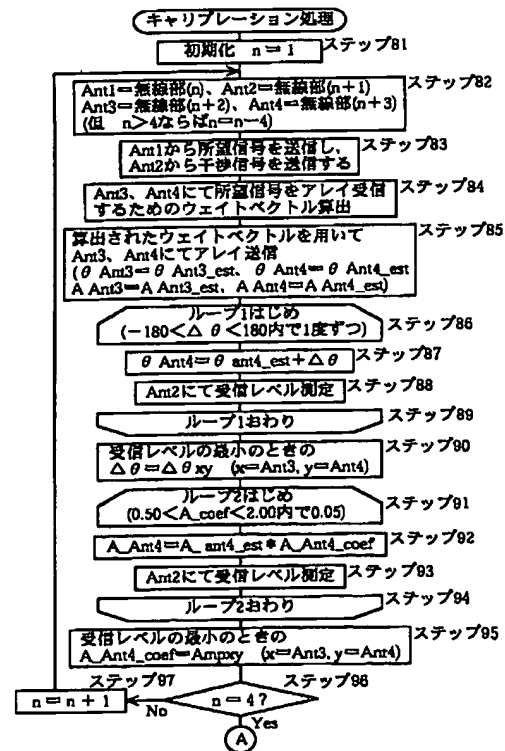 キャリブレーション処理
初期化 n=1 ステップ81
Ant1=無線部(n)、Ant2=無線部(n+1) ステップ82
Ant3=無線部(n+2)、Ant4=無線部(n+3)
(但 n>4ならばn=n-4)
Ant1から所望信号を送信し、 ステップ83
Ant2から干渉信号を送信する
Ant3、Ant4にて所望信号をアレイ受信 ステップ84
するためのウェイトベクトル算出
算出されたウェイトベクトルを用いて ステップ85
Ant3、Ant4にてアレイ送信
(θ Ant3=θ Ant3_est、θ Ant4=θ Ant4_est
A Ant3=A Ant3_est、A Ant4=A Ant4_est)
ループ1はじめ ステップ86
(-180<Δθ<180内で1度ずつ)
θ Ant4=θ ant4_est+Δθ ステップ87
Ant2にて受信レベル測定 ステップ88
ループ1おわり ステップ89
受信レベルの最小のときの ステップ90
Δθ=Δθxy (x=Ant3, y=Ant4)
ループ2はじめ ステップ91
(0.50<A_coef<2.00内で0.05)
A_Ant4=A_ant4_est*A_Ant4_coef ステップ92
Ant2にて受信レベル測定 ステップ93
ループ2おわり ステップ94
受信レベルの最小のときの ステップ95
A_Ant4_coef=Ampxy (x=Ant3, y=Ant4)
ステップ97 ステップ96
n=n+1 No n=4?
Yes
A